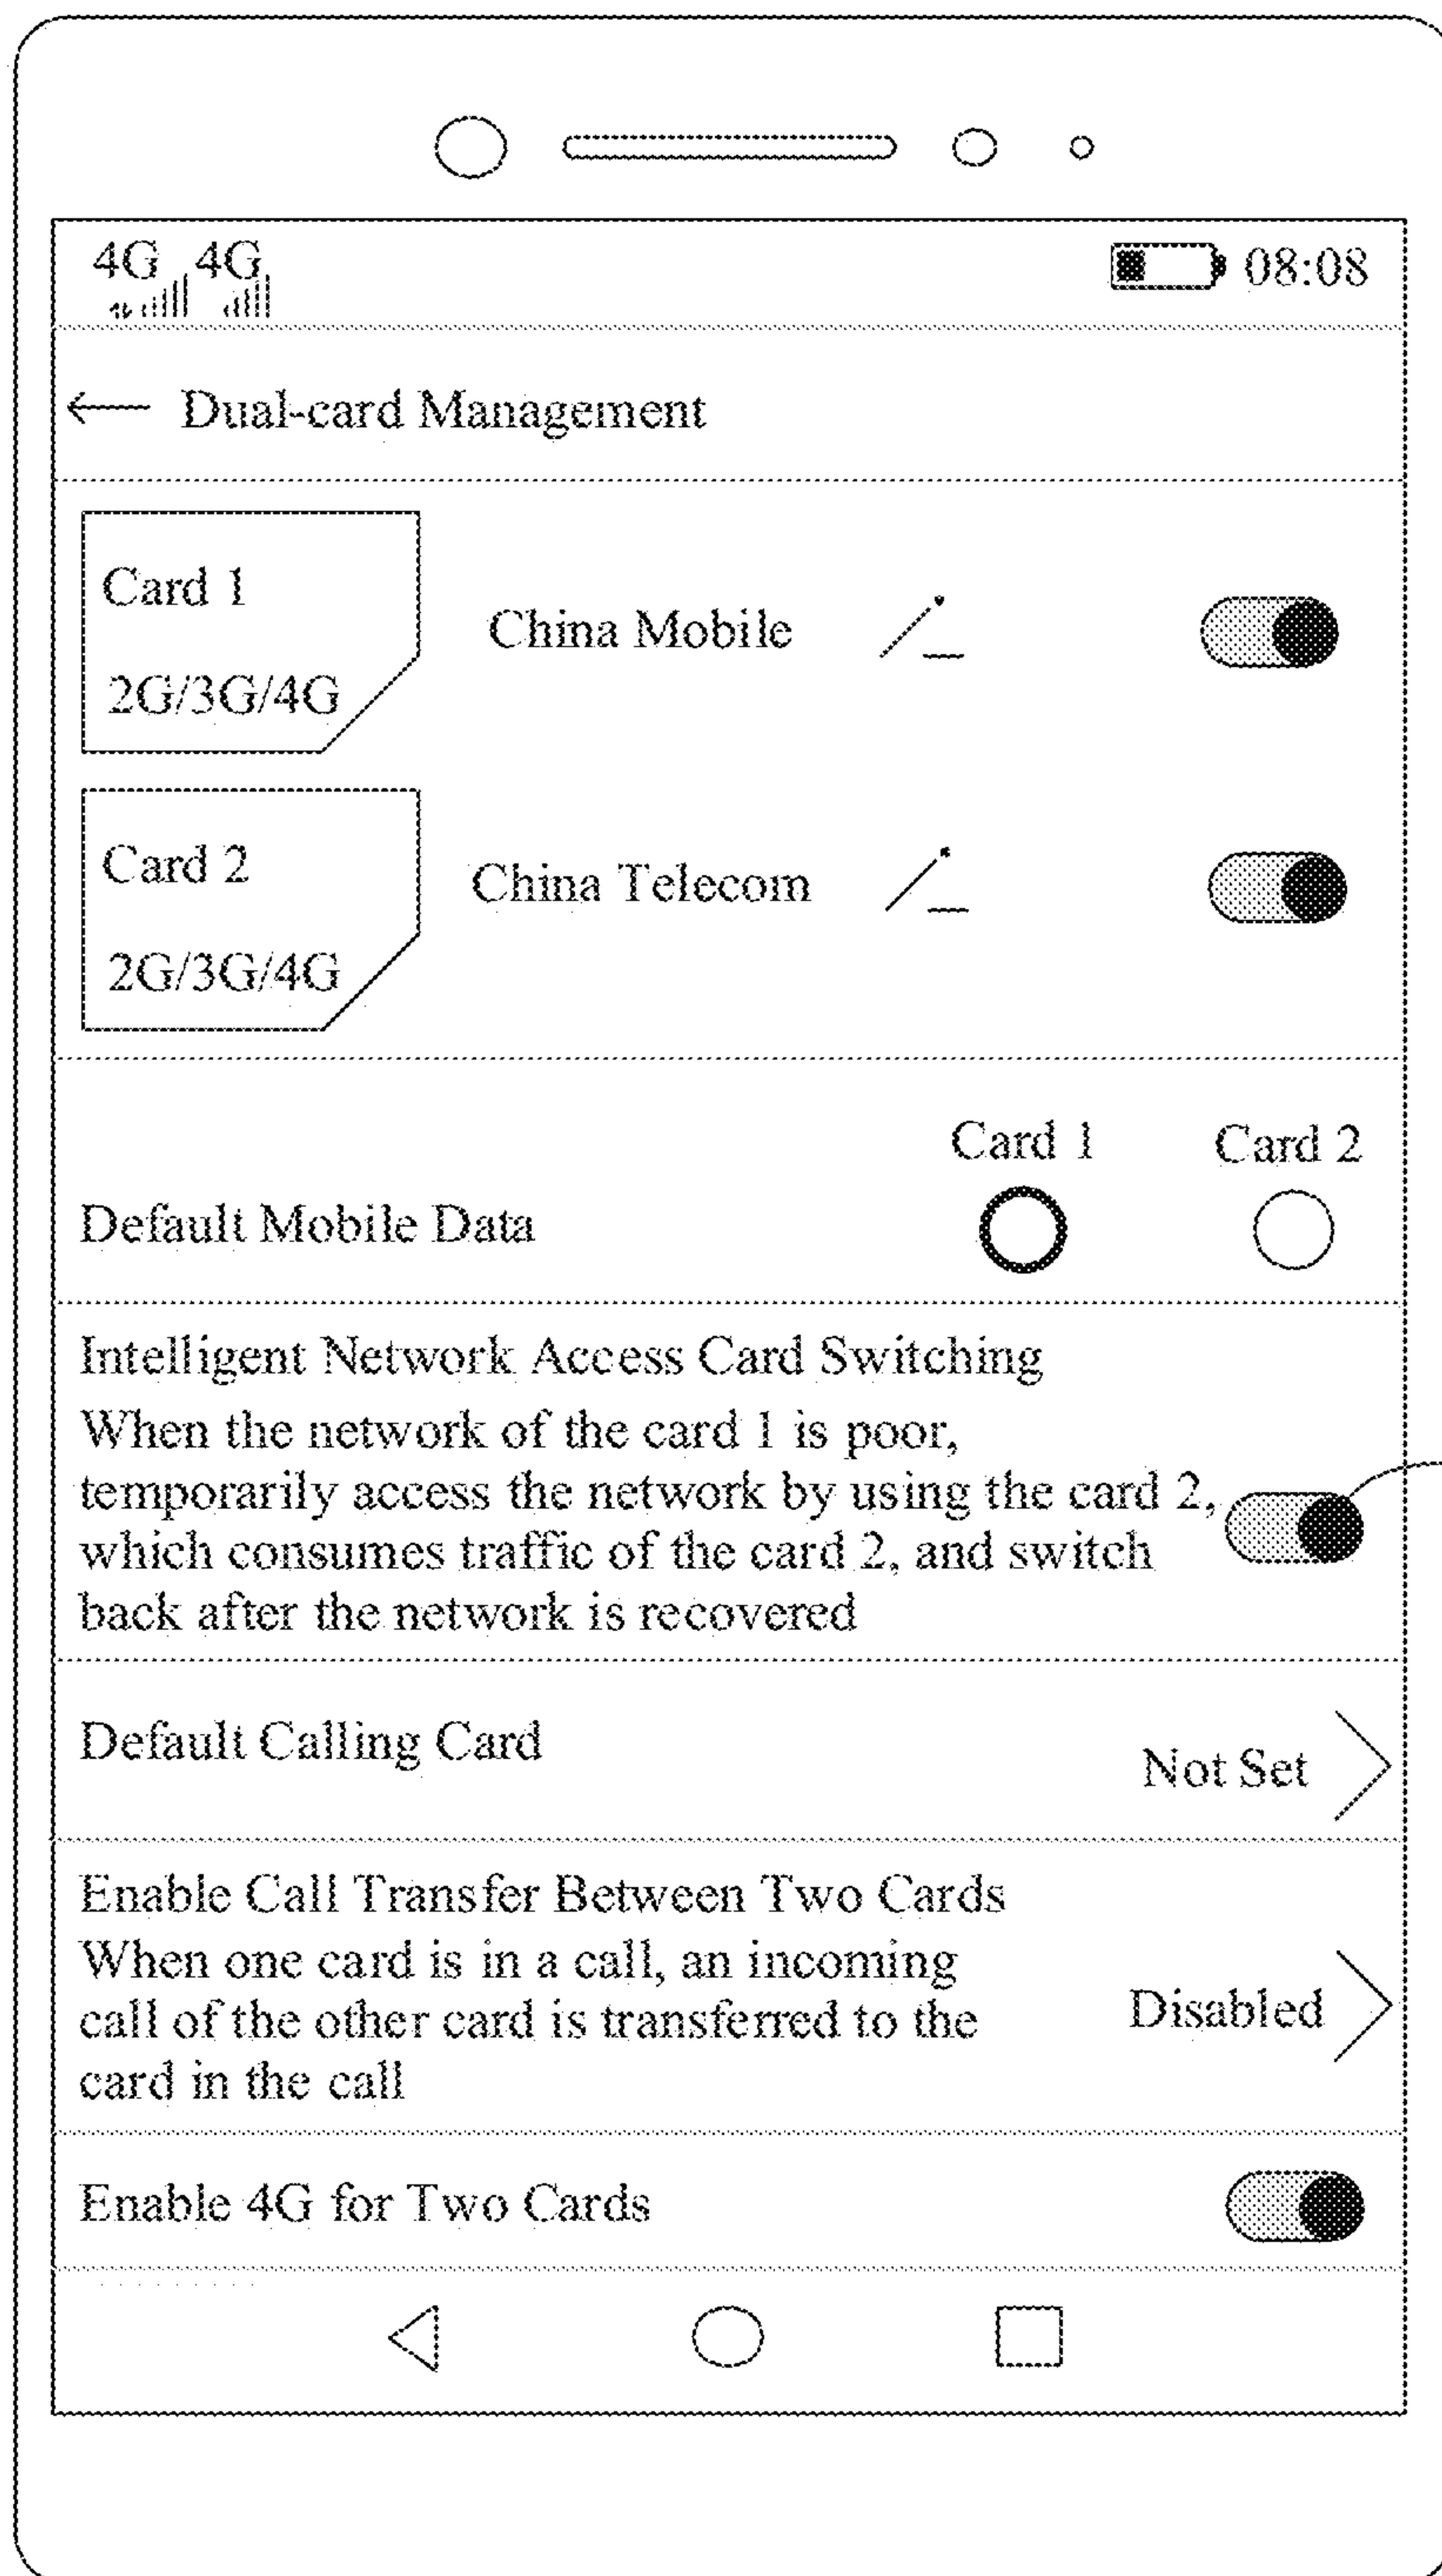 4G 4G 08:08
Dual-card Management
Card 1
2G/3G/4G
China Mobile
Card 2
2G/3G/4G
China Telecom
Card 1 Card 2
Default Mobile Data
Intelligent Network Access Card Switching
When the network of the card 1 is poor,
temporarily access the network by using the card 2,
which consumes traffic of the card 2, and switch
back after the network is recovered
Default Calling Card
Not Set
Enable Call Transfer Between Two Cards
When one card is in a call, an incoming
call of the other card is transferred to the
card in the call
Disabled
Enable 4G for Two Cards